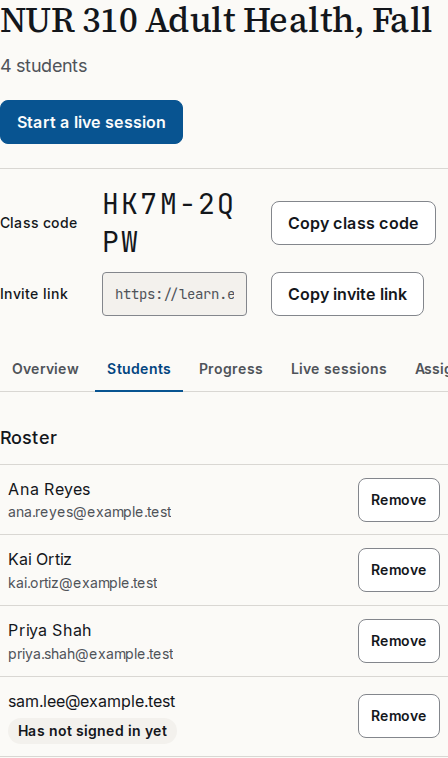 NUR 310 Adult Health, Fall
4 students
Start a live session
Class code
HK7M-2Q
PW
Copy class code
Invite link
https://learn.e
Copy invite link
Overview Students Progress Live sessions Assig
Roster
Ana Reyes
ana.reyes@example.test
Remove
Kai Ortiz
kai.ortiz@example.test
Remove
Priya Shah
priya.shah@example.test
Remove
sam.lee@example.test
Has not signed in yet
Remove